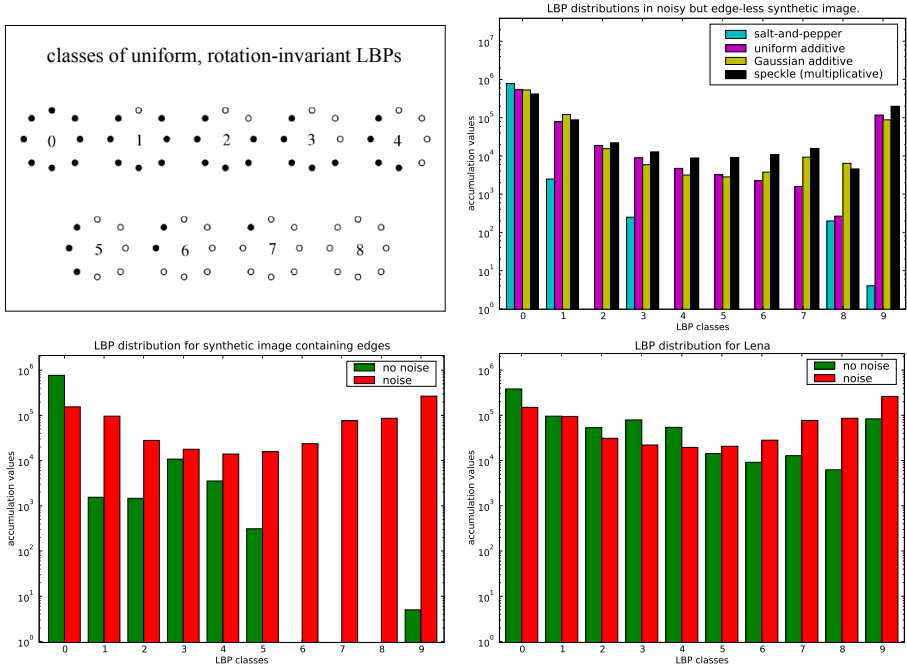 classes of uniform, rotation-invariant LBPs
0 1 2 3 4
5 6 7 8
LBP distributions in noisy but edge-less synthetic image.
salt-and-pepper
uniform additive
Gaussian additive
speckle (multiplicative)
accumulation values
10^7
10^6
10^5
10^4
10^3
10^2
10^1
10^0
0 1 2 3 4 5 6 7 8 9
LBP classes
LBP distribution for synthetic image containing edges
no noise
noise
accumulation values
10^6
10^5
10^4
10^3
10^2
10^1
10^0
0 1 2 3 4 5 6 7 8 9
LBP classes
LBP distribution for Lena
no noise
noise
accumulation values
10^6
10^5
10^4
10^3
10^2
10^1
10^0
0 1 2 3 4 5 6 7 8 9
LBP classes